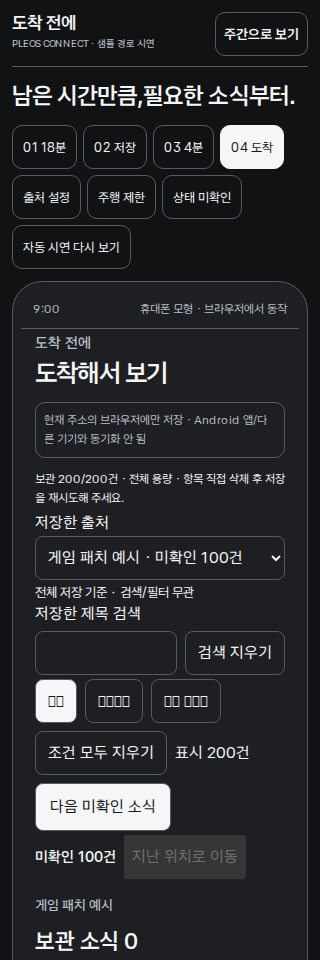 도착 전에
PLEOS CONNECT · 샘플 경로 시연
주간으로 보기
남은 시간만큼,필요한 소식부터.
01 18분
02 저장
03 4분
04 도착
출처 설정
주행 제한
상태 미확인
자동 시연 다시 보기
9:00
휴대폰 모형 · 브라우저에서 동작
도착 전에
도착해서 보기
현재 주소의 브라우저에만 저장 · Android 앱/다
른 기기와 동기화 안 됨
보관 200/200건 · 전체 용량 · 항목 직접 삭제 후 저장
을 재시도해 주세요.
저장한 출처
게임 패치 예시 · 미확인 100건
전체 저장 기준 · 검색/필터 무관
저장한 제목 검색
검색 지우기
조건 모두 지우기
표시 200건
다음 미확인 소식
미확인 100건
지난 위치로 이동
게임 패치 예시
보관 소식 0